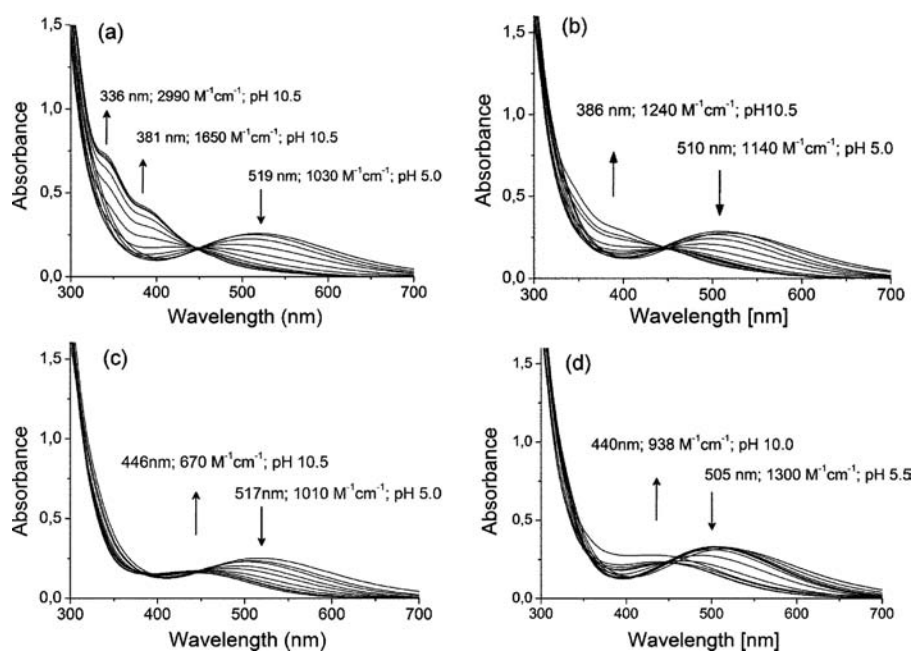 (a)
336 nm; 2990 M⁻¹cm⁻¹; pH 10.5
381 nm; 1650 M⁻¹cm⁻¹; pH 10.5
519 nm; 1030 M⁻¹cm⁻¹; pH 5.0
Absorbance
1,5
1,0
0,5
0,0
300 400 500 600 700
Wavelength (nm)
(b)
386 nm; 1240 M⁻¹cm⁻¹; pH10.5
510 nm; 1140 M⁻¹cm⁻¹; pH 5.0
Absorbance
1,5
1,0
0,5
0,0
300 400 500 600 700
Wavelength [nm]
(c)
446nm; 670 M⁻¹cm⁻¹; pH 10.5
517nm; 1010 M⁻¹cm⁻¹; pH 5.0
Absorbance
1,5
1,0
0,5
0,0
300 400 500 600 700
Wavelength (nm)
(d)
440nm; 938 M⁻¹cm⁻¹; pH 10.0
505 nm; 1300 M⁻¹cm⁻¹; pH 5.5
Absorbance
1,5
1,0
0,5
0,0
300 400 500 600 700
Wavelength [nm]